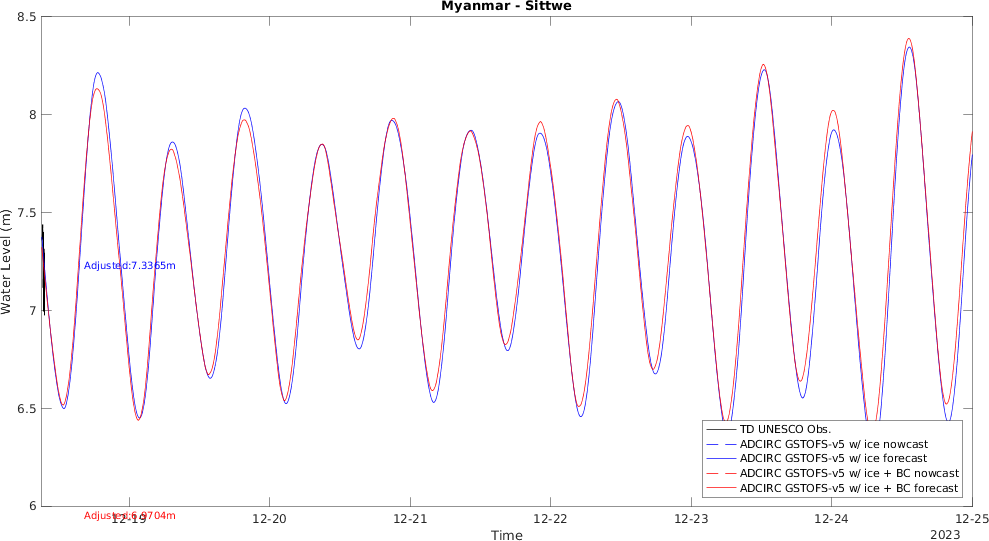 Myanmar - Sittwe
8.5
8
7.5
7
6.5
6
Water Level (m)
Adjusted:7.3365m
Adjusted:6.9704m
TD UNESCO Obs.
ADCIRC GSTOFS-v5 w/ ice nowcast
ADCIRC GSTOFS-v5 w/ ice forecast
ADCIRC GSTOFS-v5 w/ ice + BC nowcast
ADCIRC GSTOFS-v5 w/ ice + BC forecast
12-19 12-20 12-21 12-22 12-23 12-24 12-25
Time
2023